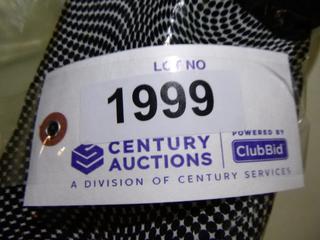 LOT NO
1999
CENTURY
AUCTIONS
POWERED BY
ClubBid
A DIVISION OF CENTURY SERVICES